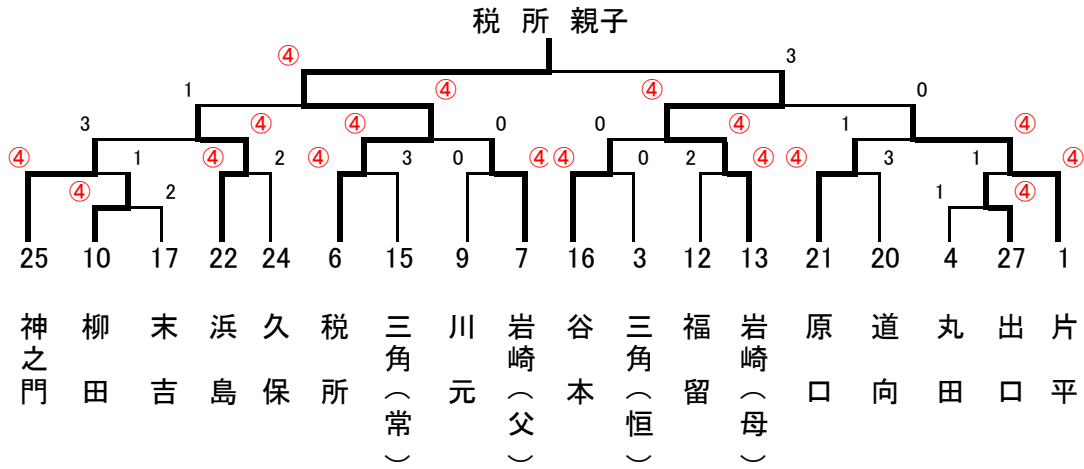 税所親子
④ 3
1 ④ ④ 0
3 ④ ④ 0 0 ④ 1 ④
④ 1 ④ 2 ④ 3 0 ④ ④ 0 2 ④ ④ 3 1 ④
④ 2 1 ④
25 10 17 22 24 6 15 9 7 16 3 12 13 21 20 4 27 1
神之門
柳田
末吉
浜島
久保
税所
三角（常）
川元
岩崎（父）
谷本
三角（恒）
福留
岩崎（母）
原口
道向
丸田
出口
片平